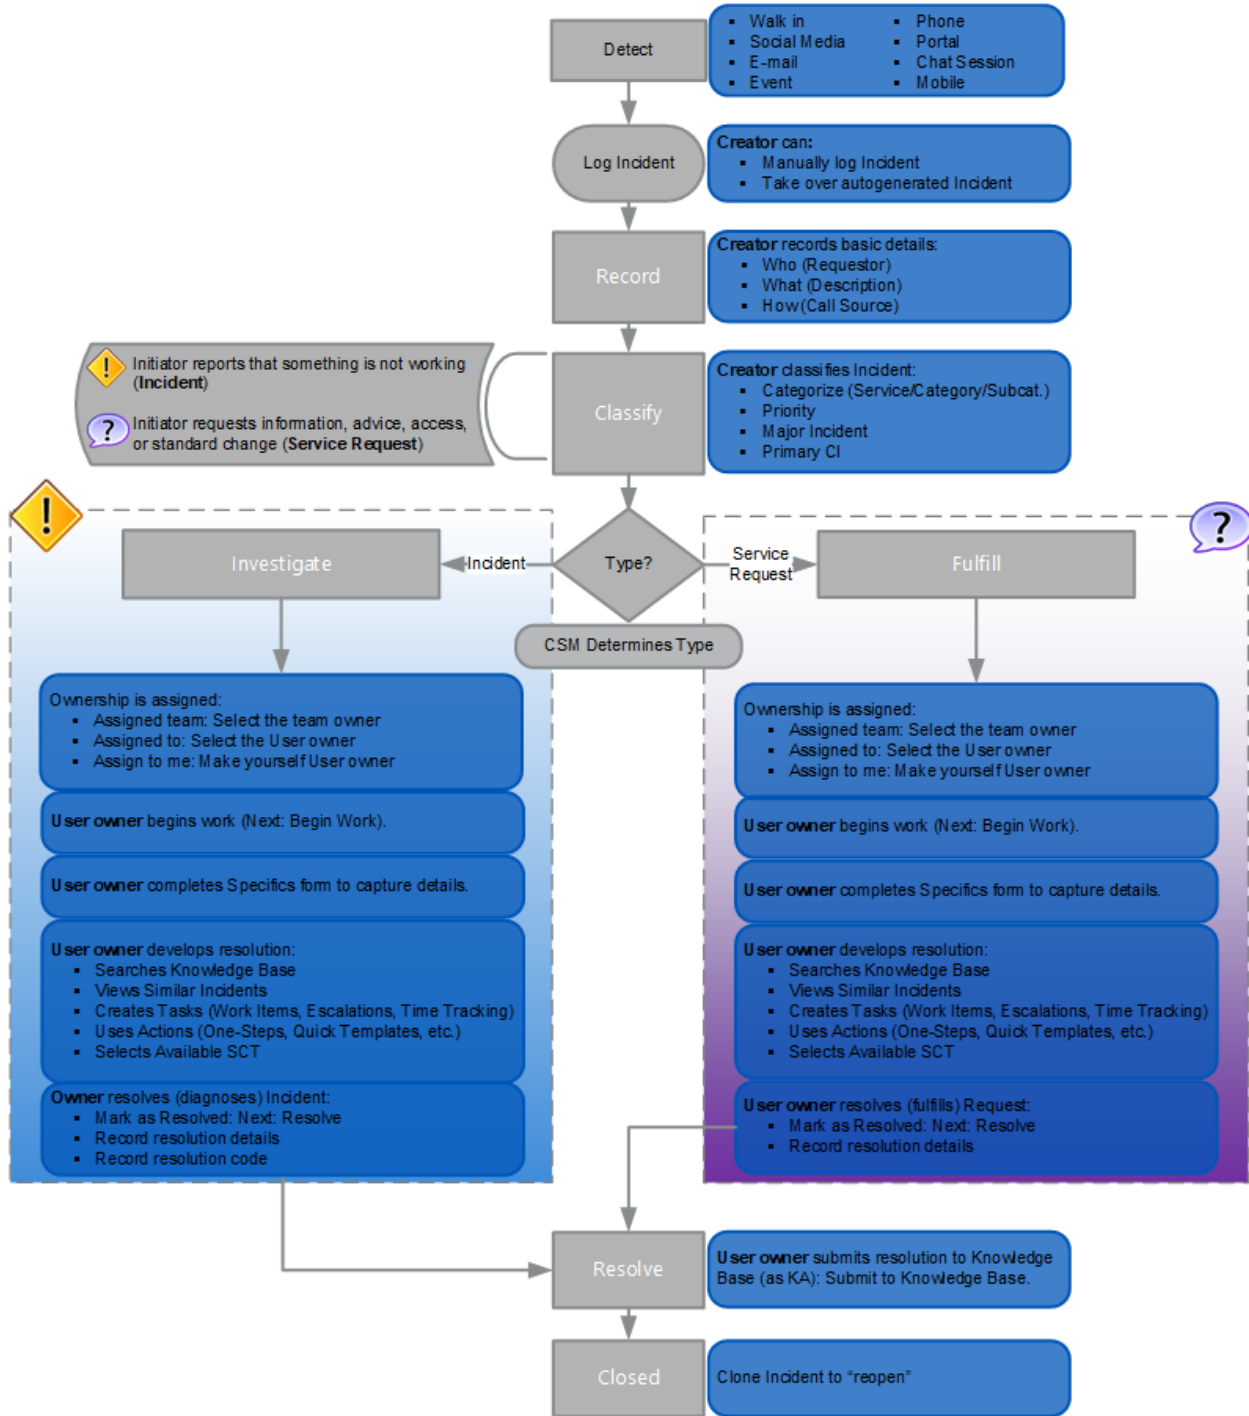 Detect
Walk in
Social Media
E-mail
Event
Phone
Portal
Chat Session
Mobile
Log Incident
Creator can:
Manually log Incident
Take over autogenerated Incident
Record
Creator records basic details:
Who (Requestor)
What (Description)
How (Call Source)
! Initiator reports that something is not working
(Incident)
? Initiator requests information, advice, access,
or standard change (Service Request)
Classify
Creator classifies Incident:
Categorize (Service/Category/Subcat.)
Priority
Major Incident
Primary CI
!
?
Investigate
Incident
Type?
Service
Request
Fulfill
CSM Determines Type
Ownership is assigned:
Assigned team: Select the team owner
Assigned to: Select the User owner
Assign to me: Make yourself User owner
User owner begins work (Next: Begin Work).
User owner completes Specifics form to capture details.
User owner develops resolution:
Searches Knowledge Base
Views Similar Incidents
Creates Tasks (Work Items, Escalations, Time Tracking)
Uses Actions (One-Steps, Quick Templates, etc.)
Selects Available SCT
Owner resolves (diagnoses) Incident:
Mark as Resolved: Next: Resolve
Record resolution details
Record resolution code
Ownership is assigned:
Assigned team: Select the team owner
Assigned to: Select the User owner
Assign to me: Make yourself User owner
User owner begins work (Next: Begin Work).
User owner completes Specifics form to capture details.
User owner develops resolution:
Searches Knowledge Base
Views Similar Incidents
Creates Tasks (Work Items, Escalations, Time Tracking)
Uses Actions (One-Steps, Quick Templates, etc.)
Selects Available SCT
User owner resolves (fulfills) Request:
Mark as Resolved: Next: Resolve
Record resolution details
Resolve
User owner submits resolution to Knowledge
Base (as KA): Submit to Knowledge Base.
Closed
Clone Incident to “reopen”